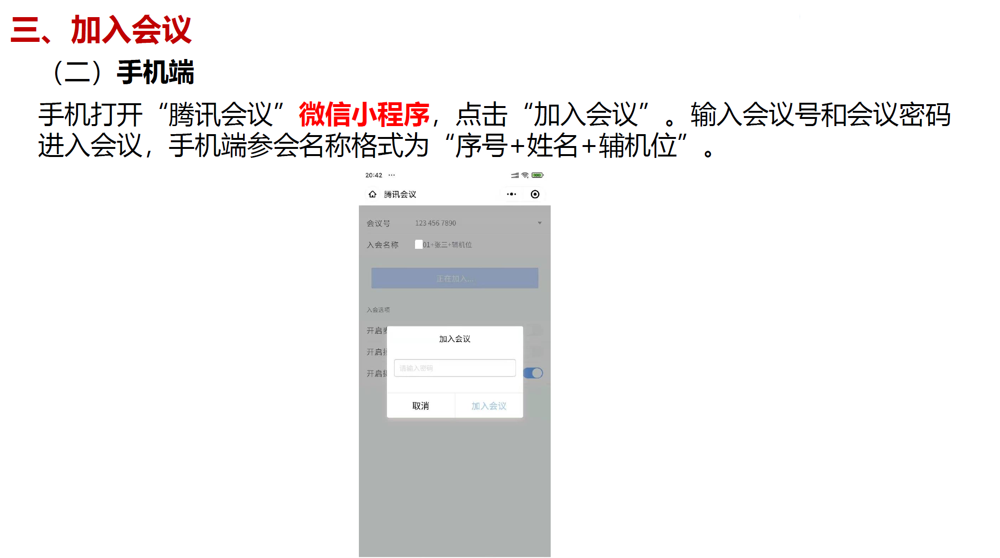 三、加入会议
（二）手机端
手机打开“腾讯会议”微信小程序，点击“加入会议”。输入会议号和会议密码
进入会议，手机端参会名称格式为“序号+姓名+辅机位”。
20:42 ···
100
腾讯会议
会议号 123 456 7890
入会名称 01+张三+辅机位
正在加入...
入会选项
开启
加入会议
开启
请输入密码
开启
取消 加入会议